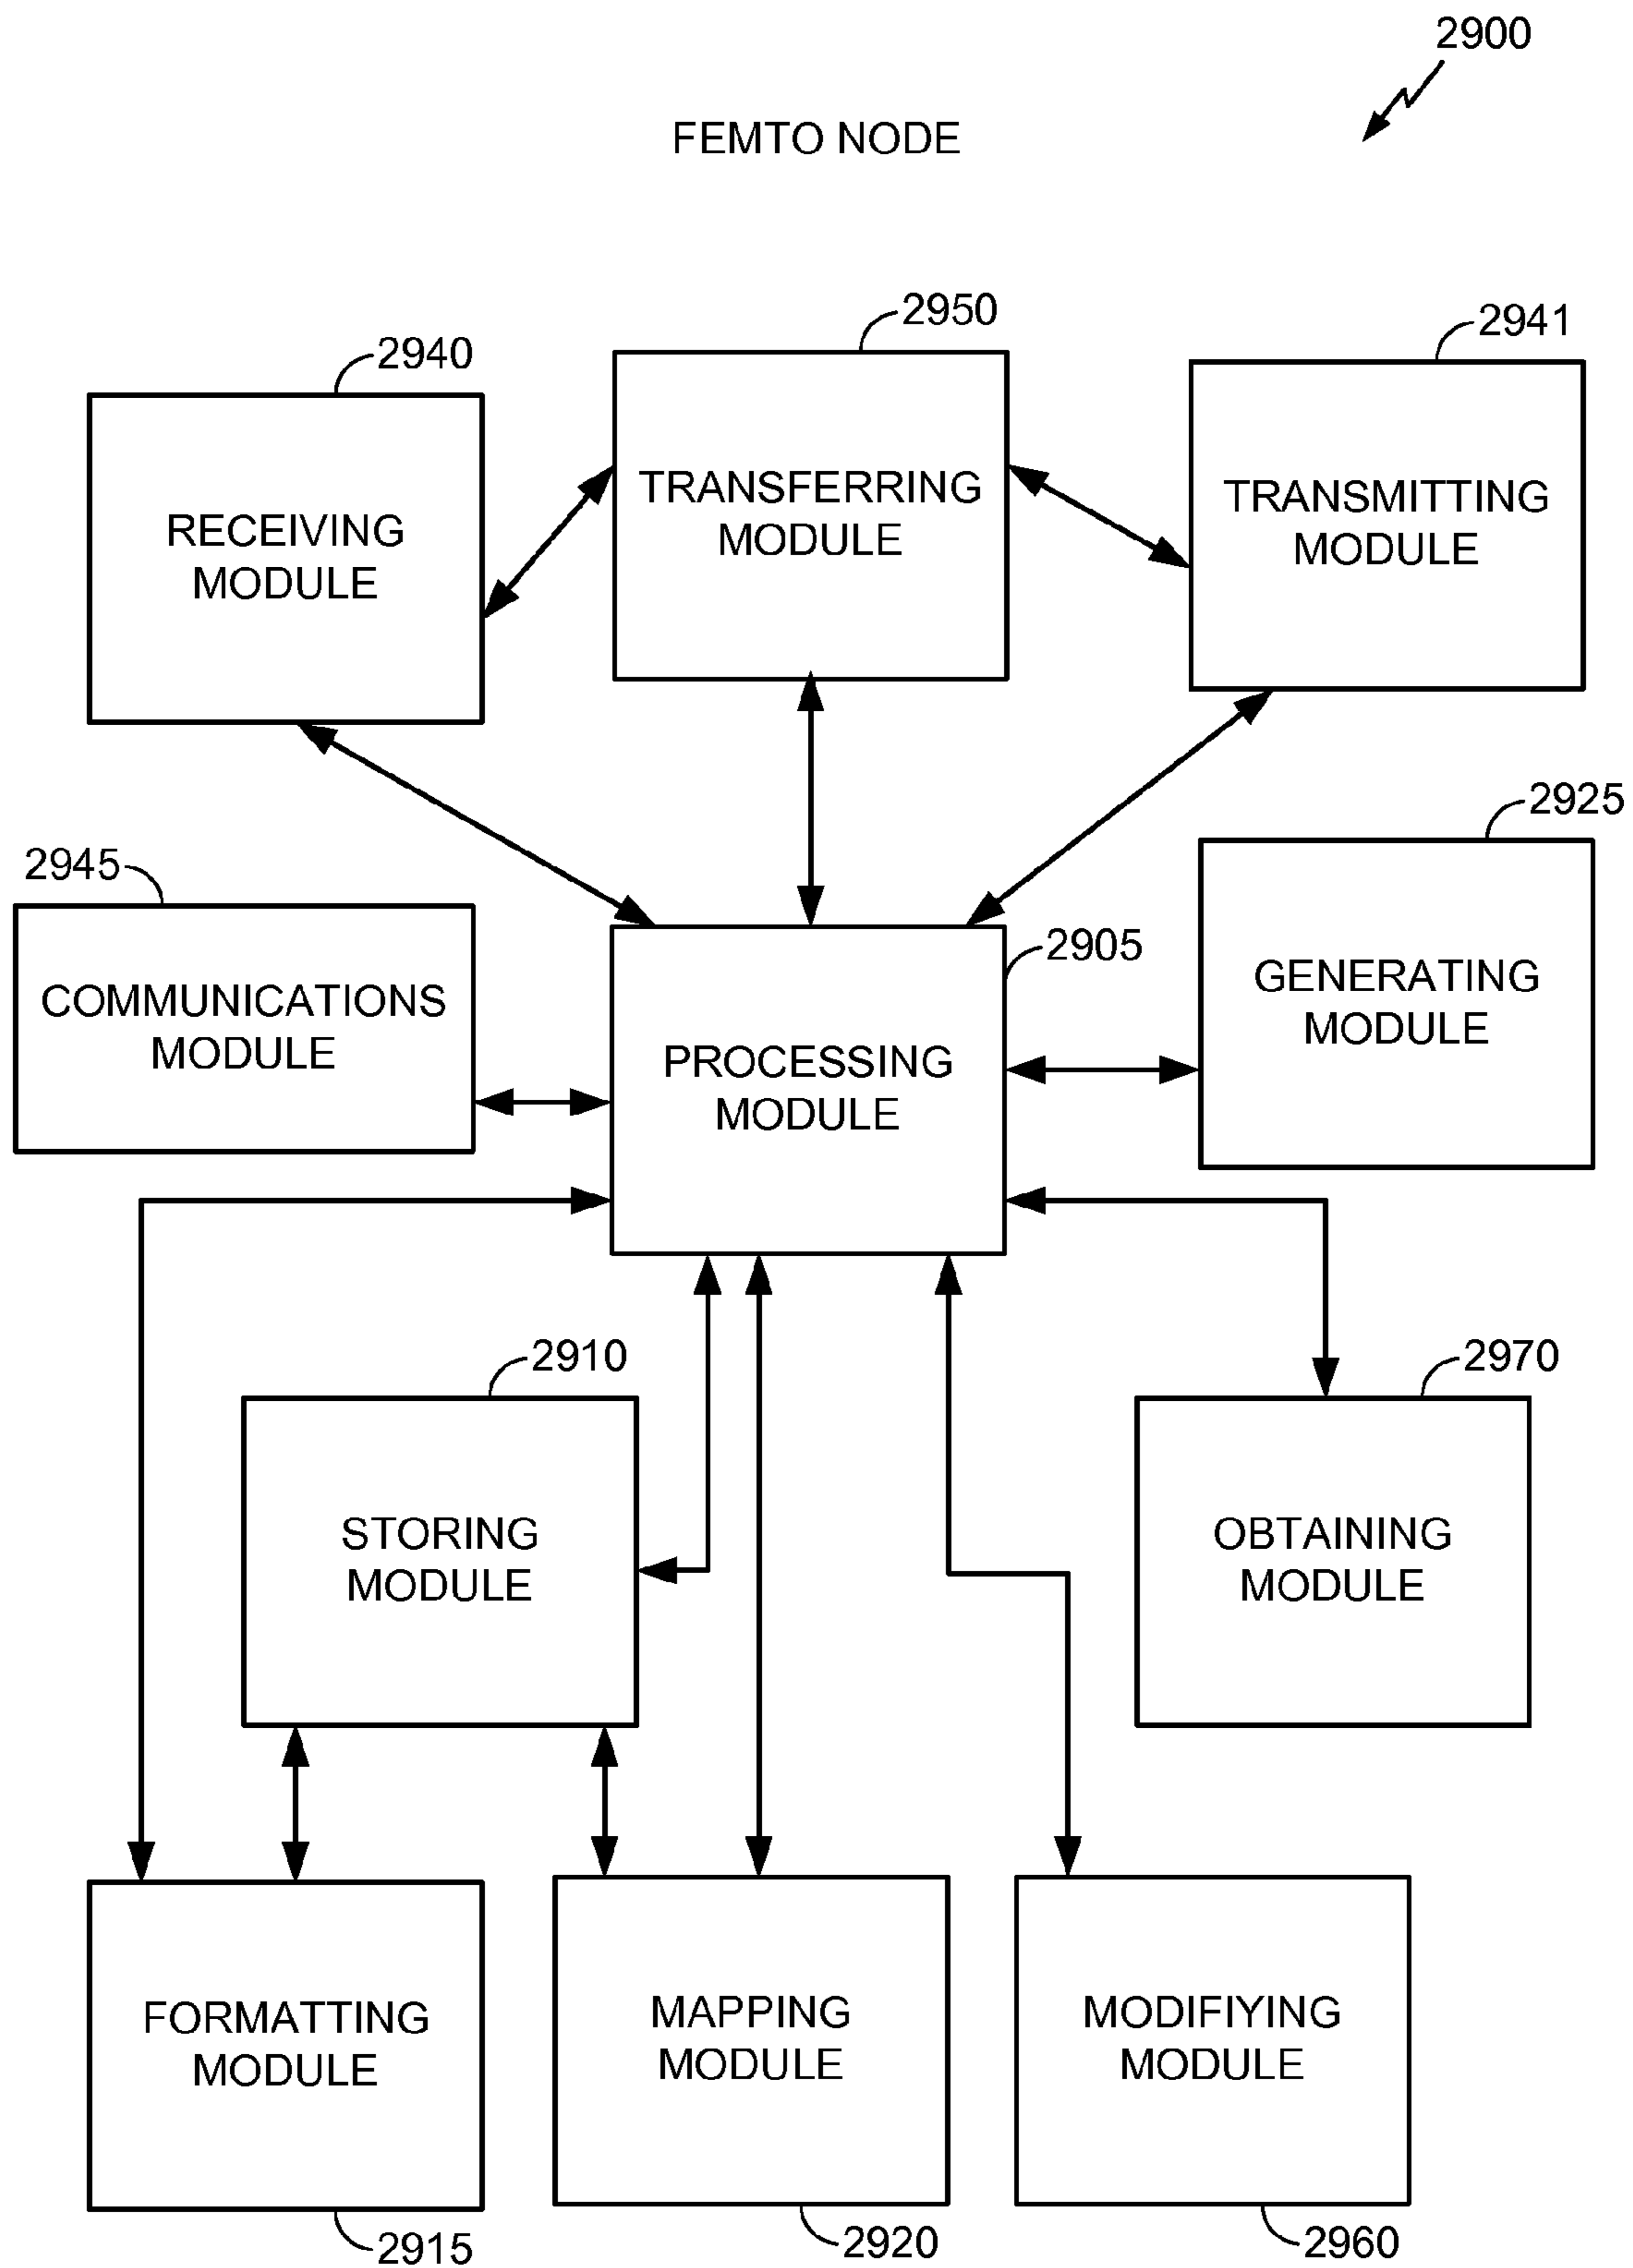 2900
FEMTO NODE
2950
2941
2940
TRANSFERRING
MODULE
TRANSMITTING
MODULE
RECEIVING
MODULE
2925
2945
2905
GENERATING
MODULE
COMMUNICATIONS
MODULE
PROCESSING
MODULE
2910
2970
STORING
MODULE
OBTAINING
MODULE
FORMATTING
MODULE
MAPPING
MODULE
MODIFIYING
MODULE
2915
2920
2960